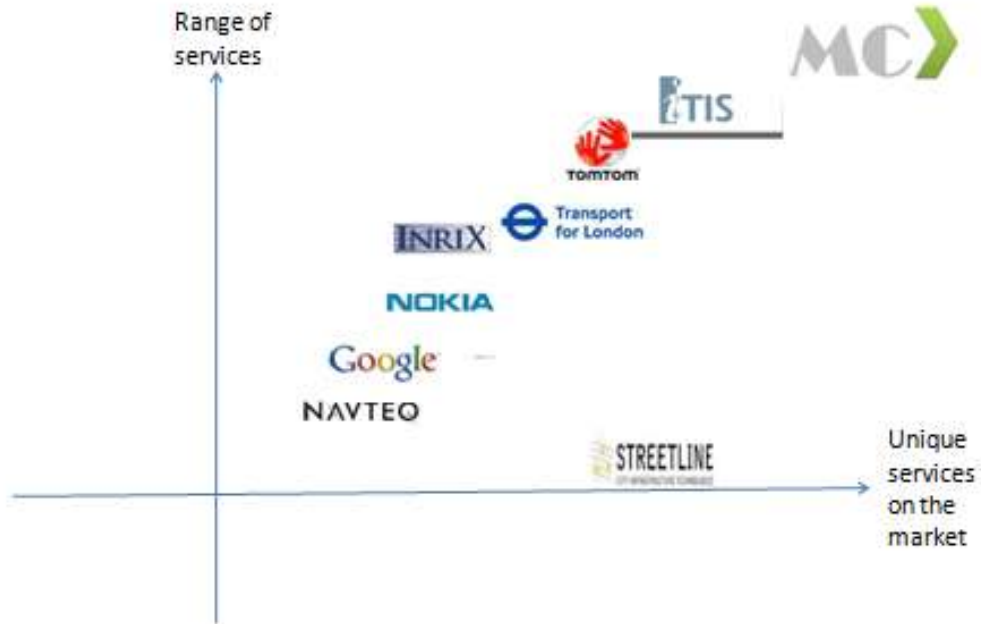 Range of
services
MC
iTIS
TOMTOM
Transport
for London
INRIX
NOKIA
Google
NAVTEQ
STREETLINE
Unique
services
on the
market